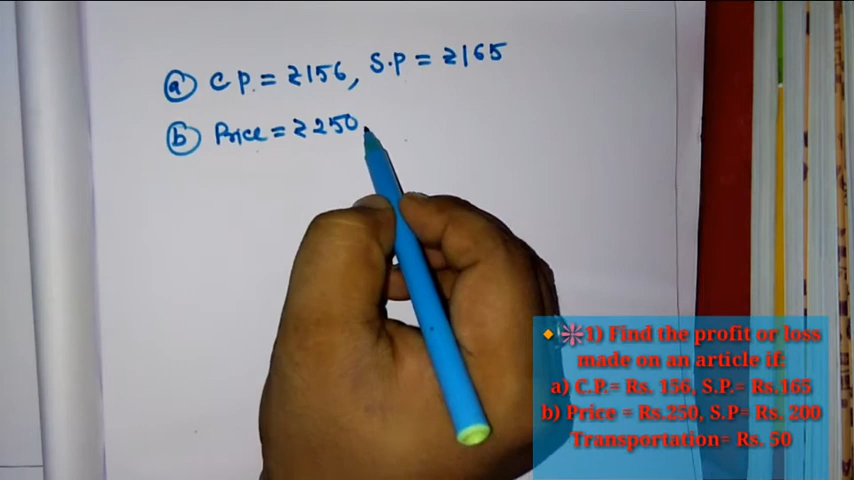 (a) C.P. = ₹156, S.P = ₹165
(b) Price = ₹250
🔸❇1) Find the profit or loss
made on an article if:
a) C.P.= Rs. 156, S.P.= Rs.165
b) Price = Rs.250, S.P= Rs. 200
Transportation= Rs. 50